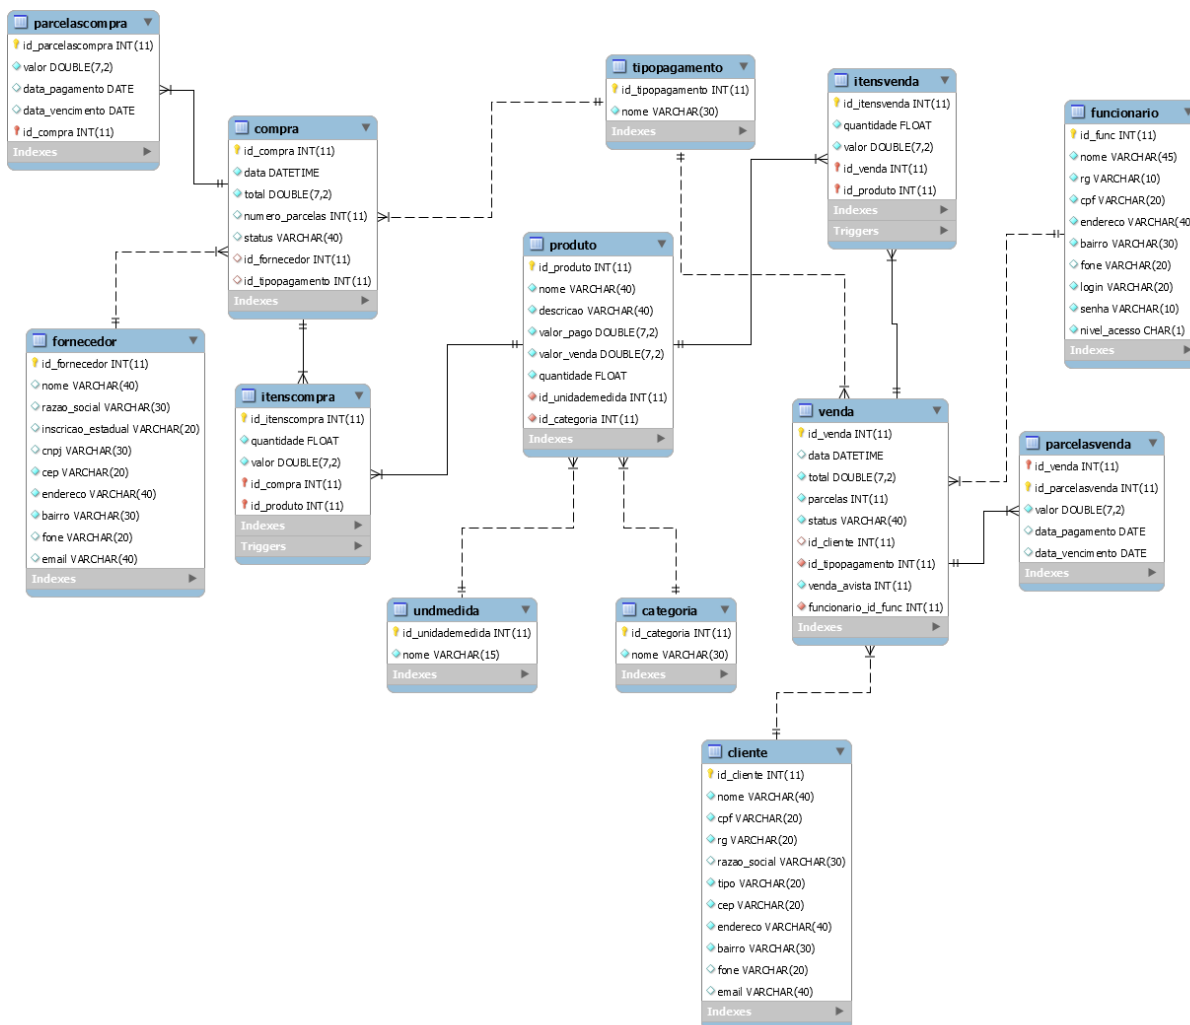 parcelascompra
id_parcelascompra INT(11)
valor DOUBLE(7,2)
data_pagamento DATE
data_vencimento DATE
id_compra INT(11)
Indexes
compra
id_compra INT(11)
data DATETIME
total DOUBLE(7,2)
numero_parcelas INT(11)
status VARCHAR(40)
id_fornecedor INT(11)
id_tipopagamento INT(11)
Indexes
tipopagamento
id_tipopagamento INT(11)
nome VARCHAR(30)
Indexes
itensvenda
id_itensvenda INT(11)
quantidade FLOAT
valor DOUBLE(7,2)
id_venda INT(11)
id_produto INT(11)
Indexes
Triggers
funcionario
id_func INT(11)
nome VARCHAR(45)
rg VARCHAR(10)
cpf VARCHAR(20)
endereco VARCHAR(40
bairro VARCHAR(30)
fone VARCHAR(20)
login VARCHAR(20)
senha VARCHAR(10)
nivel_acesso CHAR(1)
Indexes
produto
id_produto INT(11)
nome VARCHAR(40)
descricao VARCHAR(40)
valor_pago DOUBLE(7,2)
valor_venda DOUBLE(7,2)
quantidade FLOAT
id_unidademedida INT(11)
id_categoria INT(11)
Indexes
fornecedor
id_fornecedor INT(11)
nome VARCHAR(40)
razao_social VARCHAR(30)
inscricao_estadual VARCHAR(20)
cnpj VARCHAR(30)
cep VARCHAR(20)
endereco VARCHAR(40)
bairro VARCHAR(30)
fone VARCHAR(20)
email VARCHAR(40)
Indexes
itenscompra
id_itenscompra INT(11)
quantidade FLOAT
valor DOUBLE(7,2)
id_compra INT(11)
id_produto INT(11)
Indexes
Triggers
venda
id_venda INT(11)
data DATETIME
total DOUBLE(7,2)
parcelas INT(11)
status VARCHAR(40)
id_cliente INT(11)
id_tipopagamento INT(11)
venda_avista INT(11)
funcionario_id_func INT(11)
Indexes
parcelasvenda
id_venda INT(11)
id_parcelasvenda INT(11)
valor DOUBLE(7,2)
data_pagamento DATE
data_vencimento DATE
Indexes
undmedida
id_unidademedida INT(11)
nome VARCHAR(15)
Indexes
categoria
id_categoria INT(11)
nome VARCHAR(30)
Indexes
cliente
id_cliente INT(11)
nome VARCHAR(40)
cpf VARCHAR(20)
rg VARCHAR(20)
razao_social VARCHAR(30)
tipo VARCHAR(20)
cep VARCHAR(20)
endereco VARCHAR(40)
bairro VARCHAR(30)
fone VARCHAR(20)
email VARCHAR(40)
Indexes